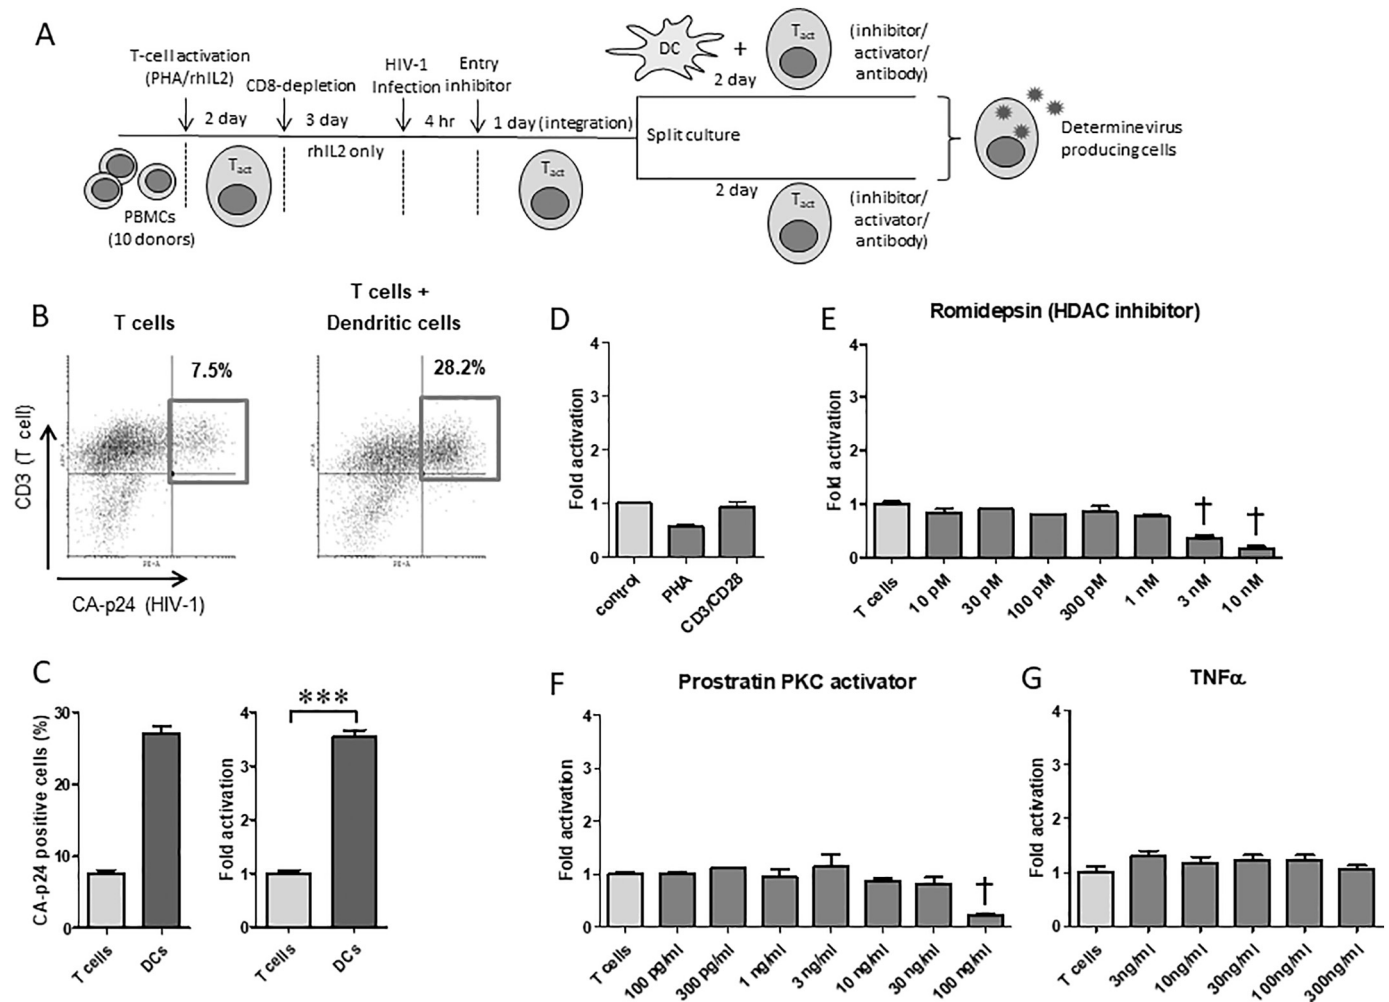 A
T-cell activation
(PHA/rhIL2)
CD8-depletion
HIV-1
Infection
Entry
inhibitor
2 day
3 day
4 hr
1 day (integration)
rhIL2 only
Tact
Tact
PBMCs
(10 donors)
DC
+
Tact
2 day
(inhibitor/
activator/
antibody)
Split culture
2 day
Tact
(inhibitor/
activator/
antibody)
Determine virus
producing cells
B
T cells
T cells +
Dendritic cells
7.5%
28.2%
CD3 (T cell)
PE-A
PE-A
CA-p24 (HIV-1)
C
CA-p24 positive cells (%)
30
20
10
0
T cells
DCs
Fold activation
4
3
2
1
0
***
T cells
DCs
D
Fold activation
4
3
2
1
0
control
PHA
CD3/CD28
E
Romidepsin (HDAC inhibitor)
Fold activation
4
3
2
1
0
†
†
T cells
10 pM
30 pM
100 pM
300 pM
1 nM
3 nM
10 nM
F
Prostratin PKC activator
Fold activation
4
3
2
1
0
†
T cells
100 pg/ml
300 pg/ml
1 ng/ml
3 ng/ml
10 ng/ml
30 ng/ml
100 ng/ml
G
TNFα
Fold activation
4
3
2
1
0
T cells
3ng/ml
10ng/ml
30ng/ml
100ng/ml
300ng/ml